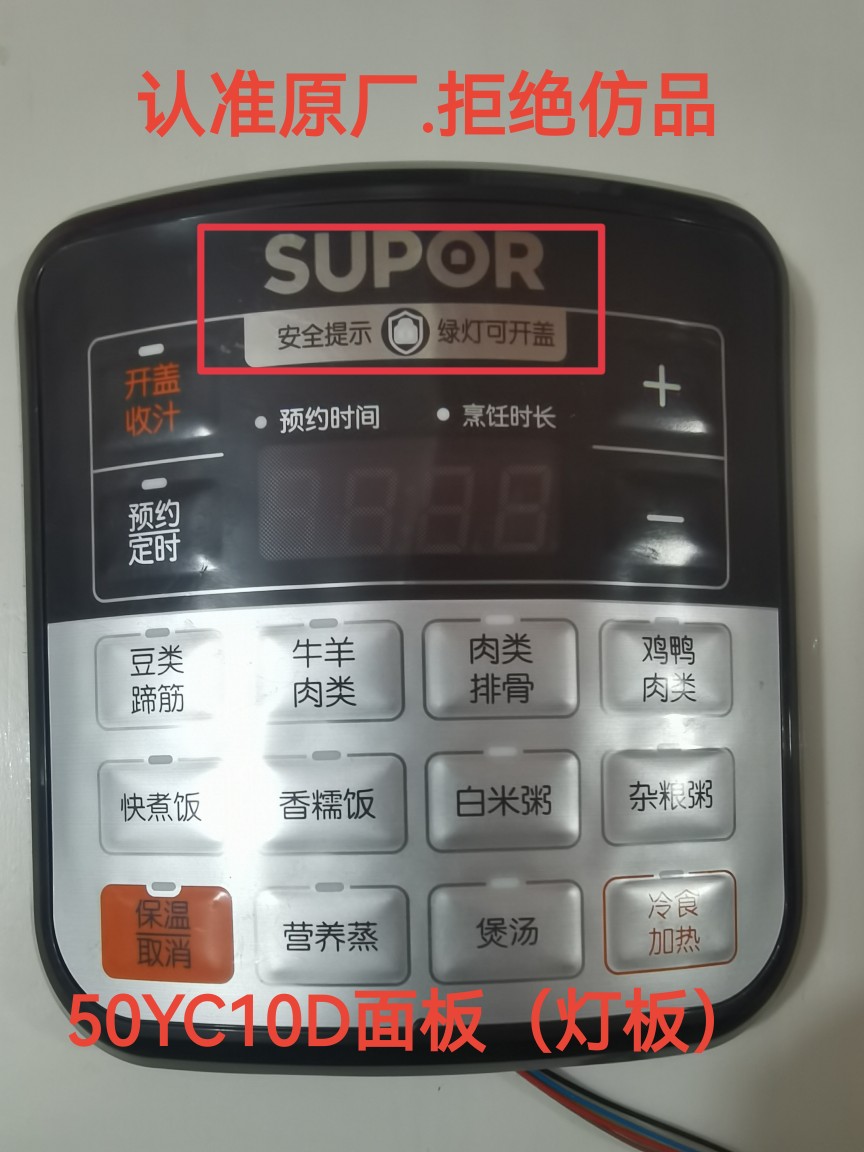 认准原厂.拒绝仿品
SUPOR
安全提示 绿灯可开盖
开盖
收汁
+
预约时间
烹饪时长
预约
定时
8888
-
豆类
蹄筋
牛羊
肉类
肉类
排骨
鸡鸭
肉类
快煮饭
香糯饭
白米粥
杂粮粥
保温
取消
营养蒸
煲汤
冷食
加热
50YC10D面板（灯板）